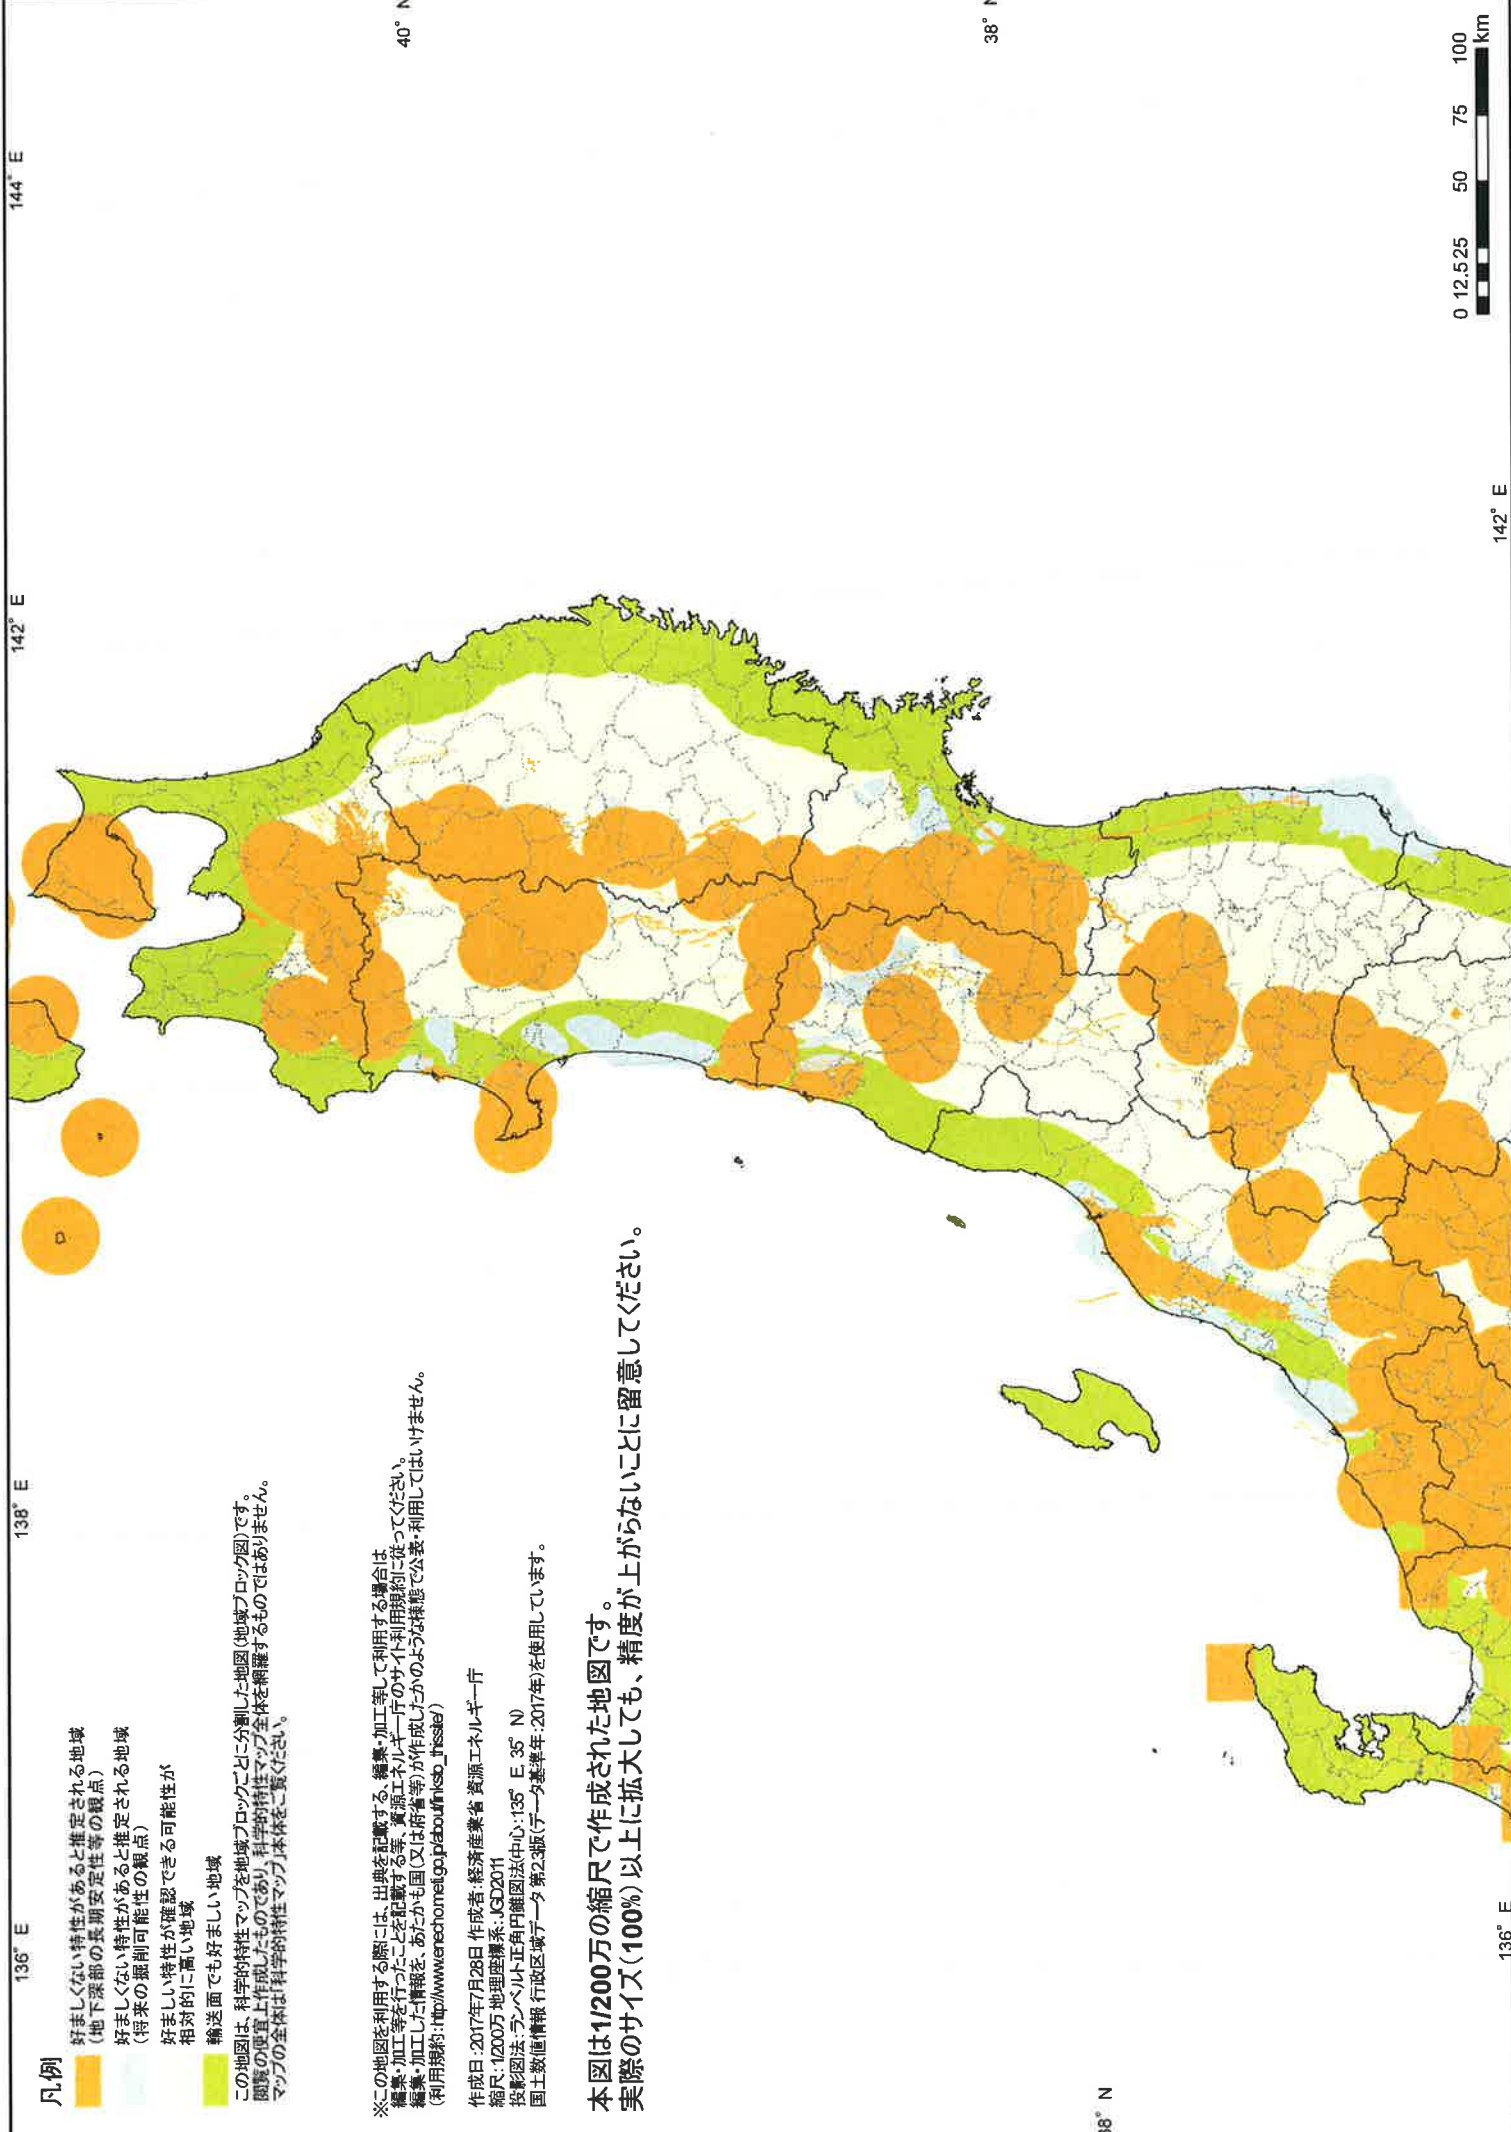 136° E
138° E
142° E
144° E
凡例
好ましくない特性があると推定される地域
(地下深部の長期安定性等の観点)
好ましくない特性があると推定される地域
(将来の掘削可能性の観点)
好ましい特性が確認できる可能性が
相対的に高い地域
輸送面でも好ましい地域
この地図は、科学的特性マップを地域ブロックごとに分割した地図(地域ブロック図)です。
閲覧の便宜上作成したものであり、科学的特性マップ全体を網羅するものではありません。
マップの全体は「科学的特性マップ」本体をご覧ください。
※この地図を利用する際には、出典を記載する、編集・加工等して利用する場合は
編集・加工等を行ったことを記載する等、資源エネルギー庁のサイト利用規約に従ってください。
編集・加工した情報を、あたかも国(又は府省等)が作成したかのような様態で公表・利用してはいけません。
(利用規約:http://www.enecho.meti.go.jp/about/linksto_thissite/)
作成日:2017年7月28日 作成者:経済産業省 資源エネルギー庁
縮尺:1/200万 地理座標系:JGD2011
投影図法:ランベルト正角円錐図法(中心:135° E, 35° N)
国土数値情報 行政区域データ 第2.3版(データ基準年:2017年)を使用しています。
本図は1/200万の縮尺で作成された地図です。
実際のサイズ(100%)以上に拡大しても、精度が上がらないことに留意してください。
40° N
38° N
38° N
0 12.5 25 50 75 100
km
136° E
142° E